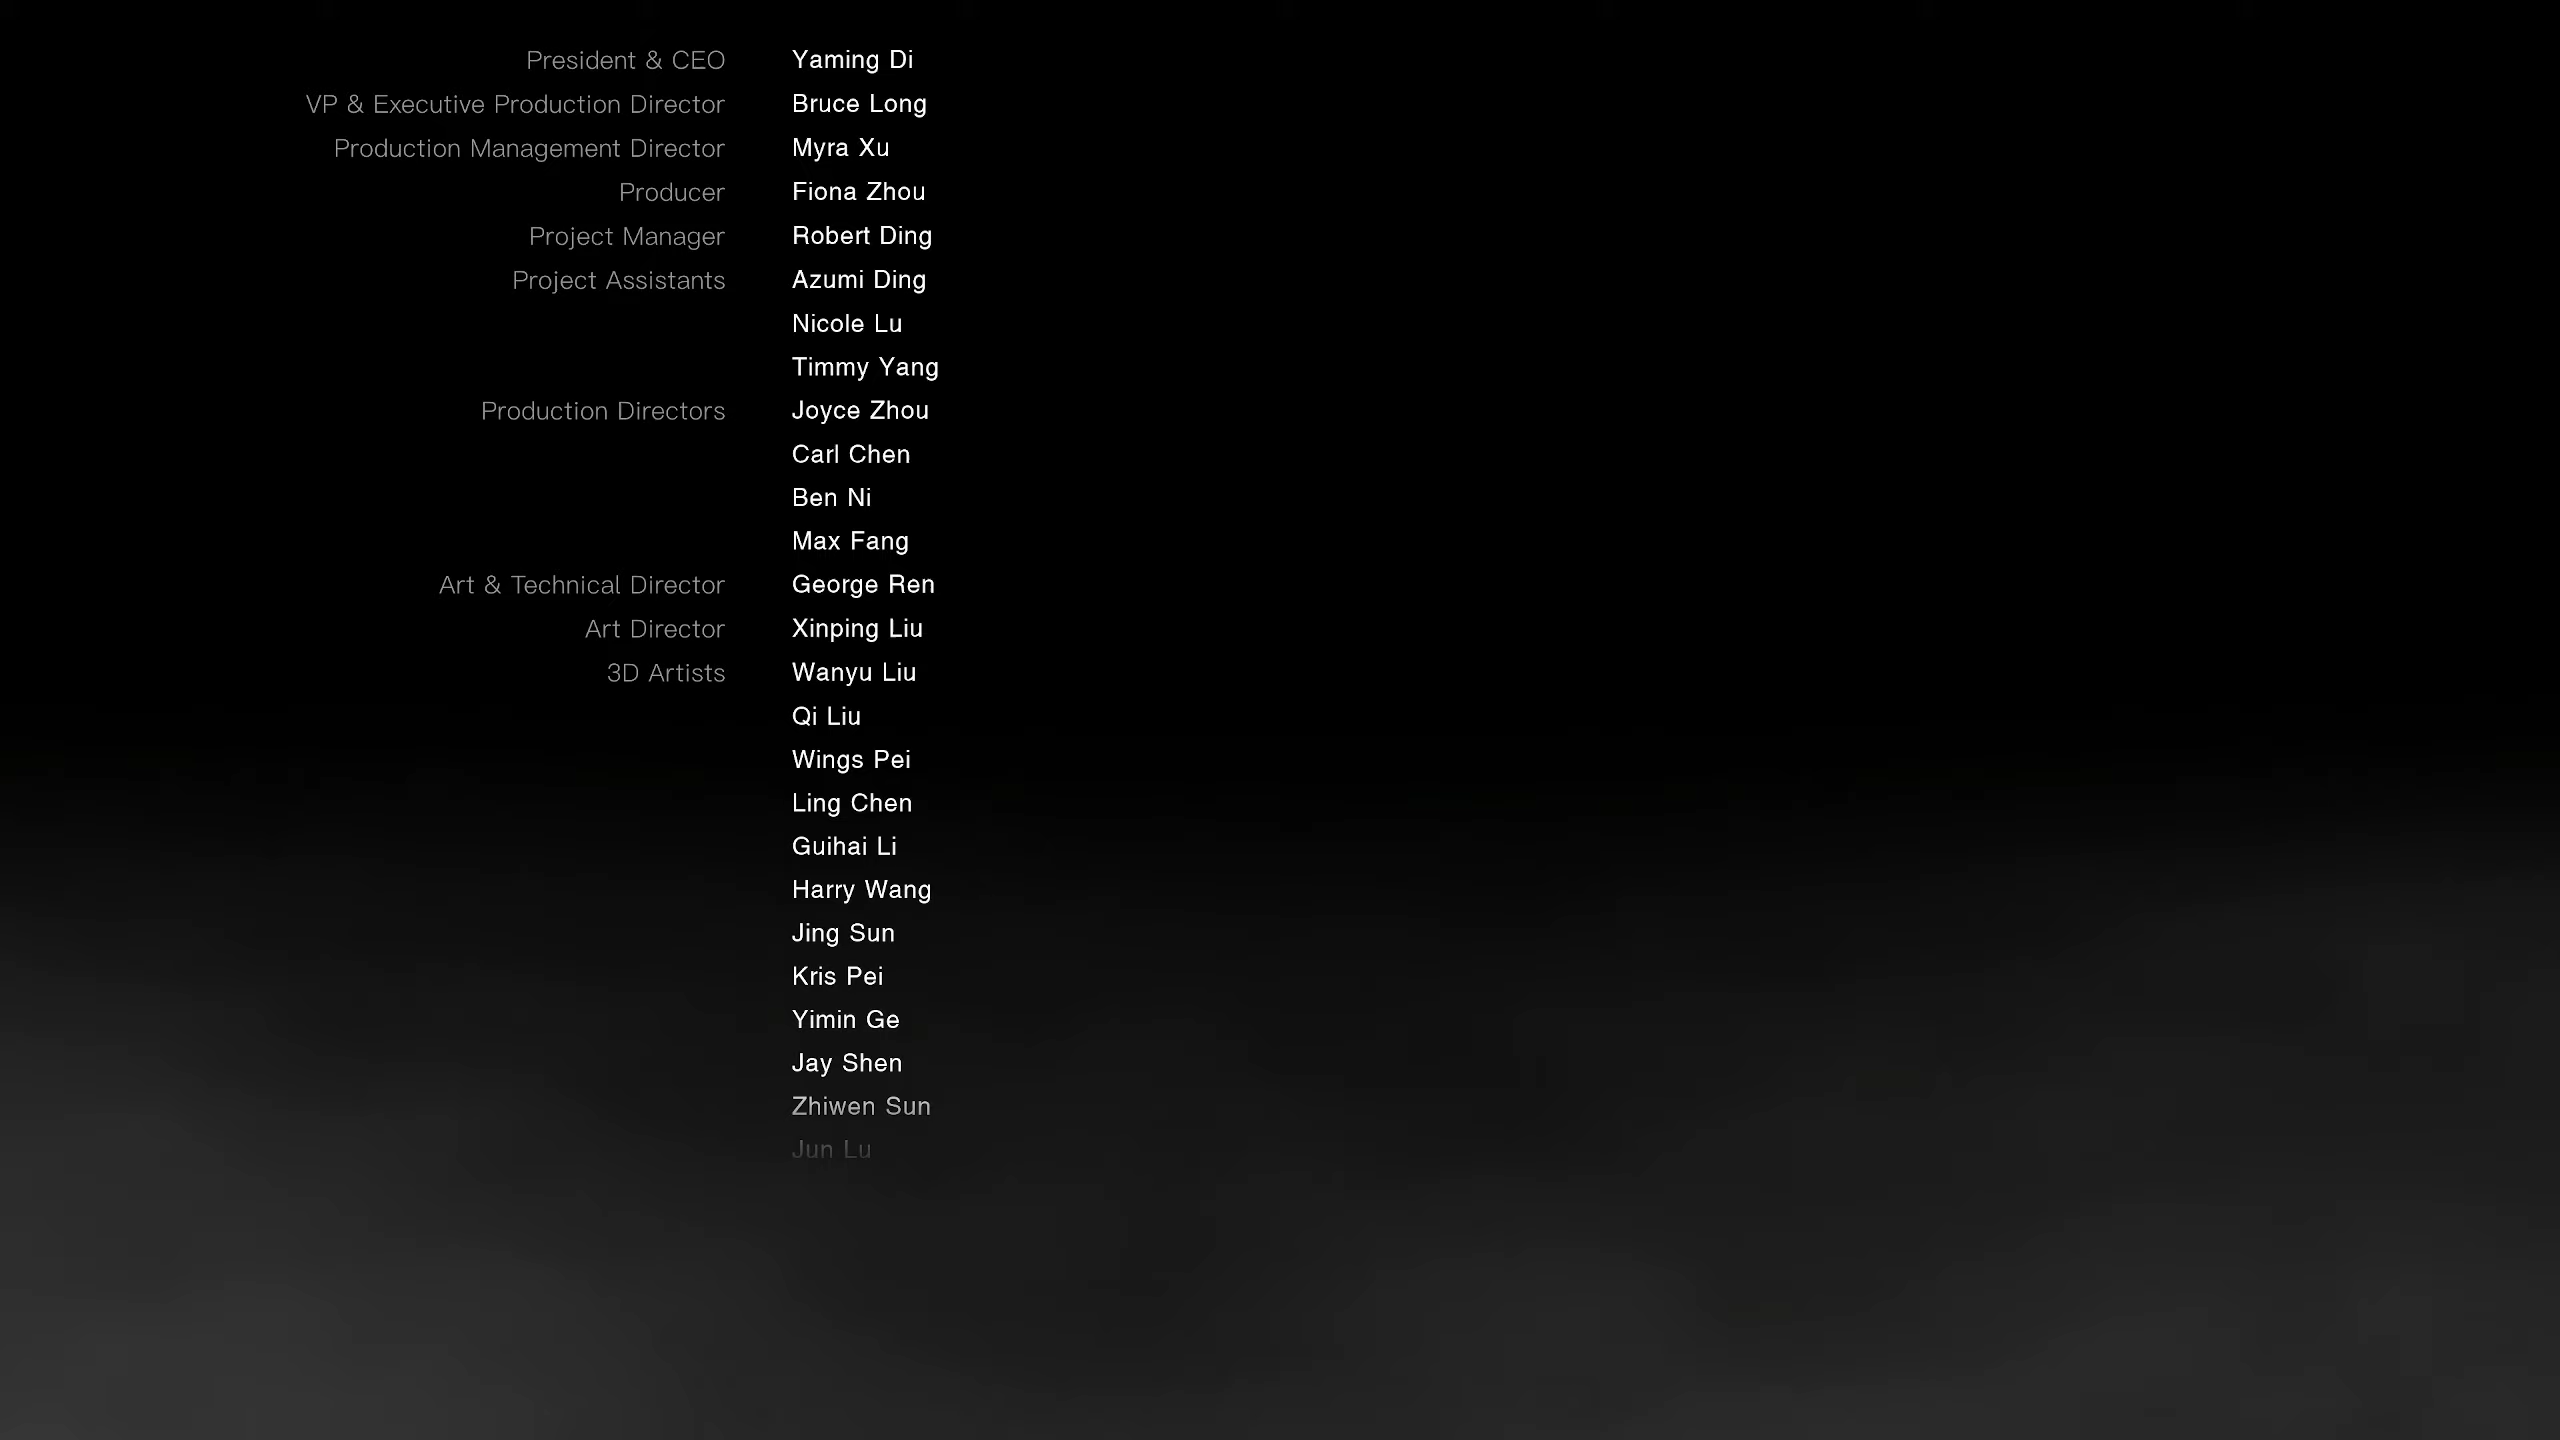 President & CEO Yaming Di
VP & Executive Production Director Bruce Long
Production Management Director Myra Xu
Producer Fiona Zhou
Project Manager Robert Ding
Project Assistants Azumi Ding
Nicole Lu
Timmy Yang
Production Directors Joyce Zhou
Carl Chen
Ben Ni
Max Fang
Art & Technical Director George Ren
Art Director Xinping Liu
3D Artists Wanyu Liu
Qi Liu
Wings Pei
Ling Chen
Guihai Li
Harry Wang
Jing Sun
Kris Pei
Yimin Ge
Jay Shen
Zhiwen Sun
Jun Lu